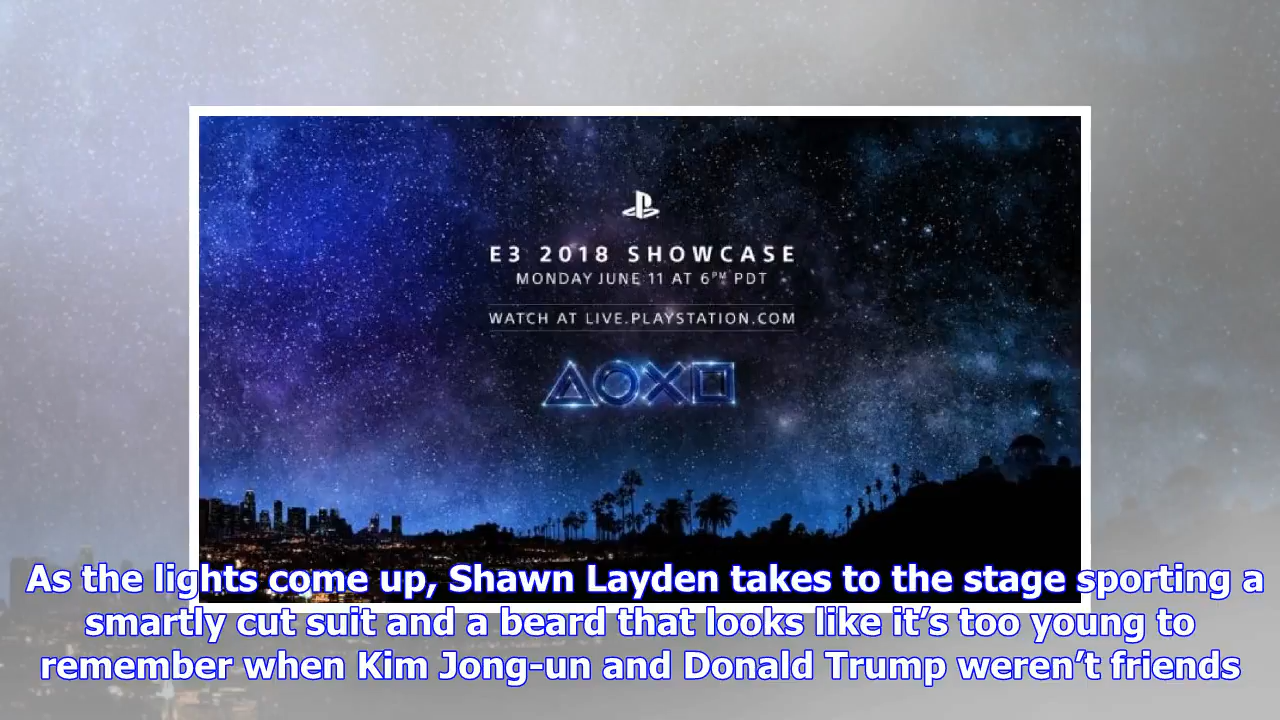 E3 2018 SHOWCASE
MONDAY JUNE 11 AT 6PM PDT
WATCH AT LIVE.PLAYSTATION.COM
As the lights come up, Shawn Layden takes to the stage sporting a
smartly cut suit and a beard that looks like it’s too young to
remember when Kim Jong-un and Donald Trump weren’t friends